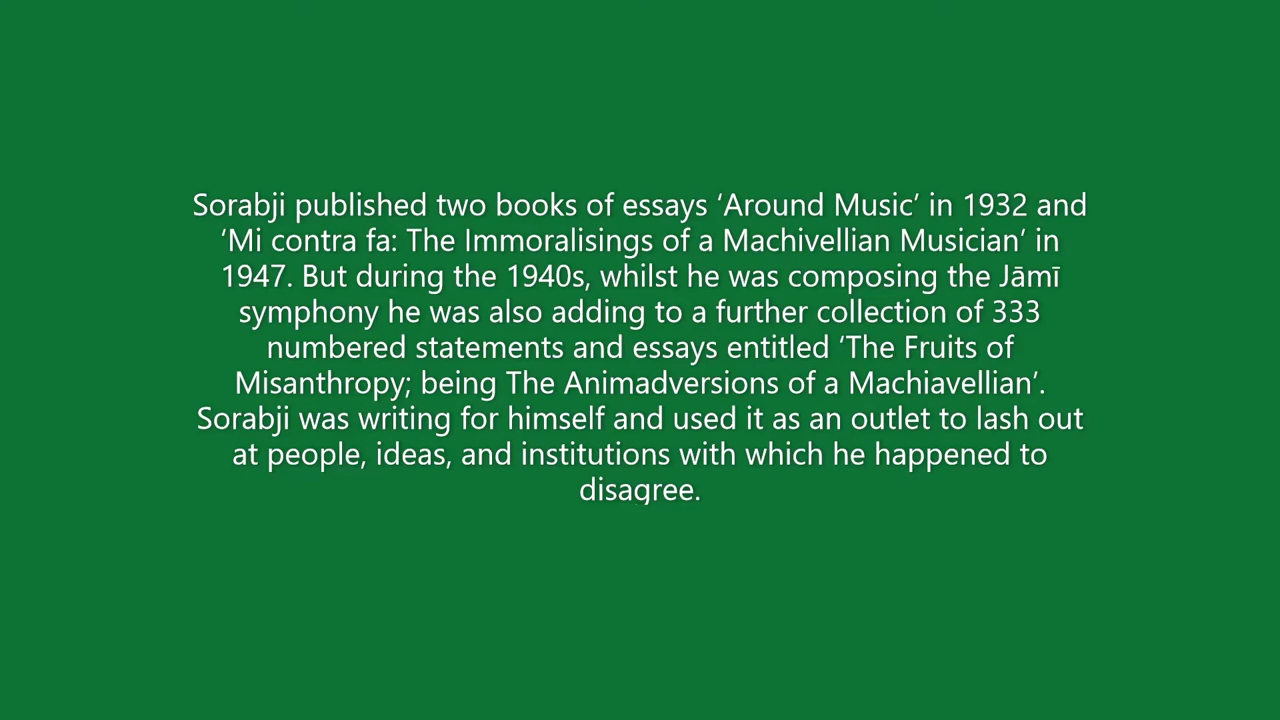 Sorabji published two books of essays ‘Around Music’ in 1932 and
‘Mi contra fa: The Immoralisings of a Machivellian Musician’ in
1947. But during the 1940s, whilst he was composing the Jāmī
symphony he was also adding to a further collection of 333
numbered statements and essays entitled ‘The Fruits of
Misanthropy; being The Animadversions of a Machiavellian’.
Sorabji was writing for himself and used it as an outlet to lash out
at people, ideas, and institutions with which he happened to
disagree.